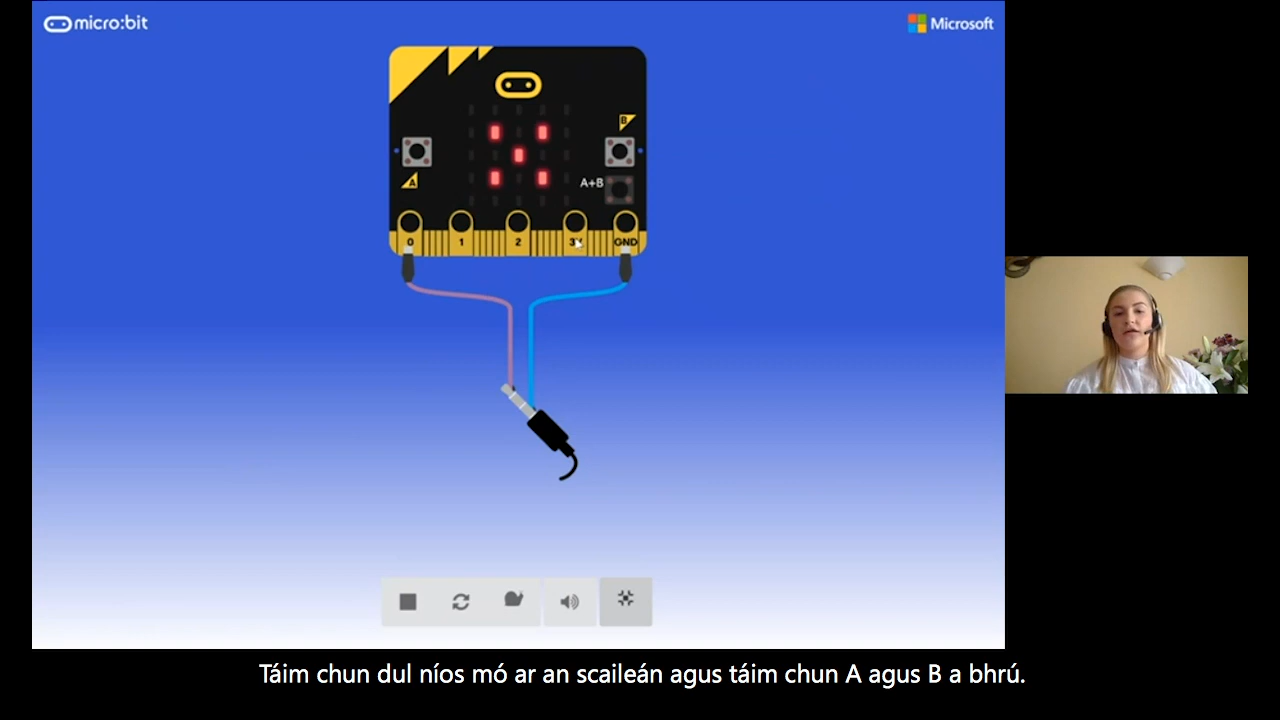 micro:bit
Microsoft
B
A
A+B
0 1 2 3V GND
Táim chun dul níos mó ar an scaileán agus táim chun A agus B a bhrú.